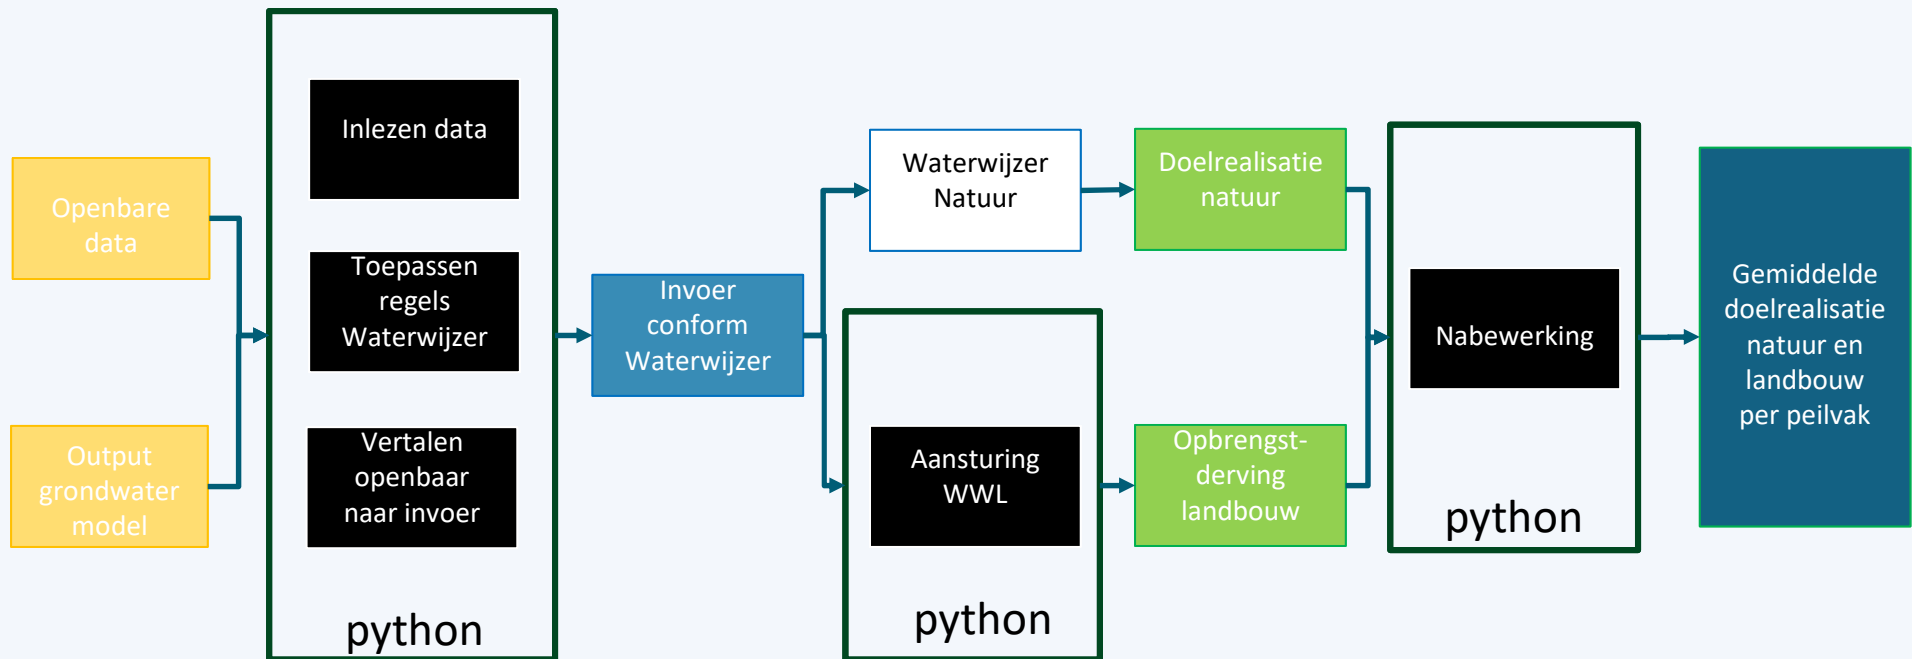 Openbare
data
Output
grondwater
model
Inlezen data
Toepassen
regels
Waterwijzer
Vertalen
openbaar
naar invoer
python
Invoer
conform
Waterwijzer
Waterwijzer
Natuur
Aansturing
WWL
python
Doelrealisatie
natuur
Opbrengst-
derving
landbouw
Nabewerking
python
Gemiddelde
doelrealisatie
natuur en
landbouw
per peilvak